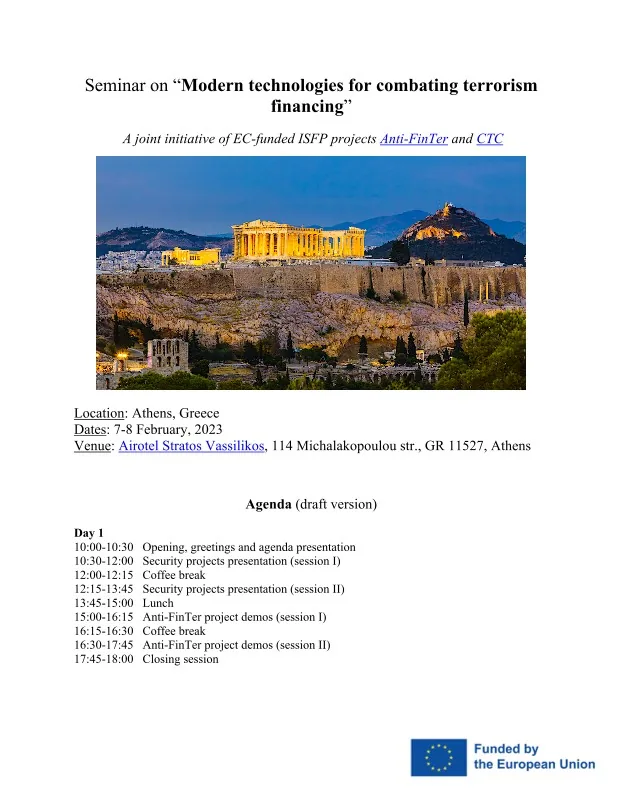 Seminar on “Modern technologies for combating terrorism
financing”
A joint initiative of EC-funded ISFP projects Anti-FinTer and CTC
Location: Athens, Greece
Dates: 7-8 February, 2023
Venue: Airotel Stratos Vassilikos, 114 Michalakopoulou str., GR 11527, Athens
Agenda (draft version)
Day 1
10:00-10:30 Opening, greetings and agenda presentation
10:30-12:00 Security projects presentation (session I)
12:00-12:15 Coffee break
12:15-13:45 Security projects presentation (session II)
13:45-15:00 Lunch
15:00-16:15 Anti-FinTer project demos (session I)
16:15-16:30 Coffee break
16:30-17:45 Anti-FinTer project demos (session II)
17:45-18:00 Closing session
Funded by
the European Union